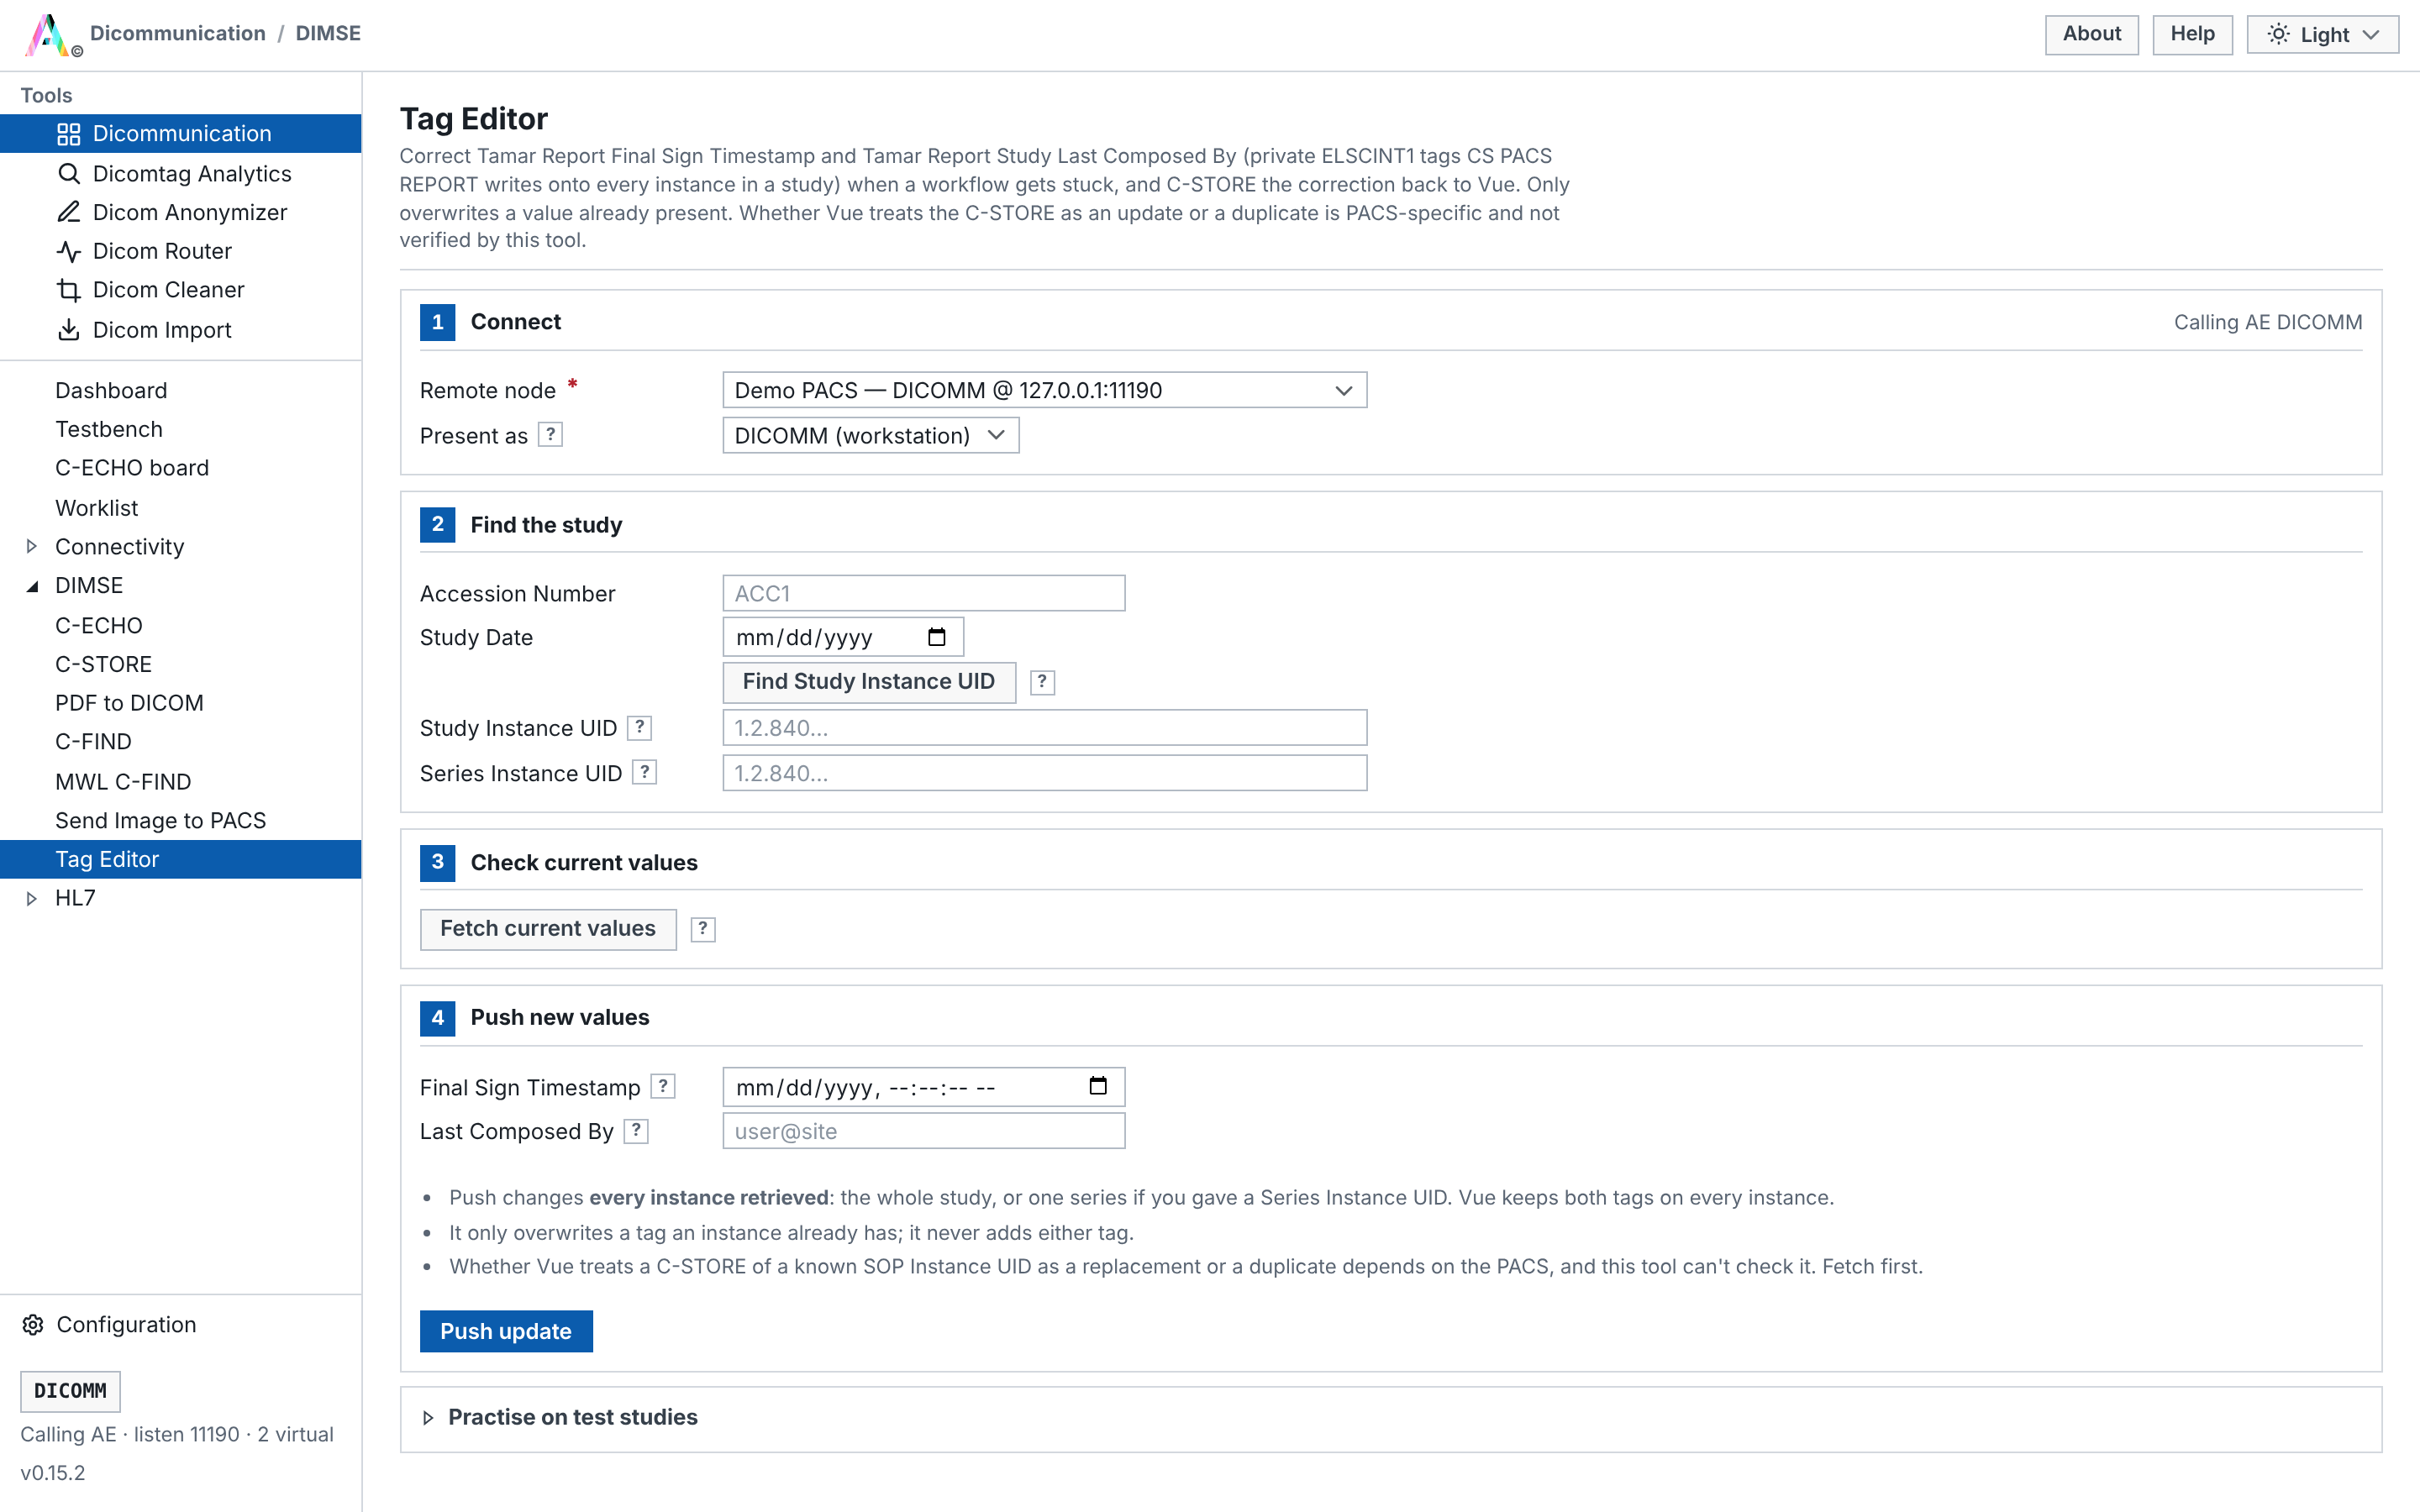 A ©
Dicommunication / DIMSE
About
Help
Light
Tools
Dicommunication
Dicomtag Analytics
Dicom Anonymizer
Dicom Router
Dicom Cleaner
Dicom Import
Dashboard
Testbench
C-ECHO board
Worklist
Connectivity
DIMSE
C-ECHO
C-STORE
PDF to DICOM
C-FIND
MWL C-FIND
Send Image to PACS
Tag Editor
HL7
Configuration
DICOMM
Calling AE · listen 11190 · 2 virtual
v0.15.2
Tag Editor
Correct Tamar Report Final Sign Timestamp and Tamar Report Study Last Composed By (private ELSCINT1 tags CS PACS
REPORT writes onto every instance in a study) when a workflow gets stuck, and C-STORE the correction back to Vue. Only
overwrites a value already present. Whether Vue treats the C-STORE as an update or a duplicate is PACS-specific and not
verified by this tool.
1 Connect
Calling AE DICOMM
Remote node *
Demo PACS — DICOMM @ 127.0.0.1:11190
Present as ?
DICOMM (workstation)
2 Find the study
Accession Number
ACC1
Study Date
mm/dd/yyyy
Find Study Instance UID ?
Study Instance UID ?
1.2.840...
Series Instance UID ?
1.2.840...
3 Check current values
Fetch current values ?
4 Push new values
Final Sign Timestamp ?
mm/dd/yyyy, --:--:-- --
Last Composed By ?
user@site
• Push changes every instance retrieved: the whole study, or one series if you gave a Series Instance UID. Vue keeps both tags on every instance.
• It only overwrites a tag an instance already has; it never adds either tag.
• Whether Vue treats a C-STORE of a known SOP Instance UID as a replacement or a duplicate depends on the PACS, and this tool can't check it. Fetch first.
Push update
Practise on test studies